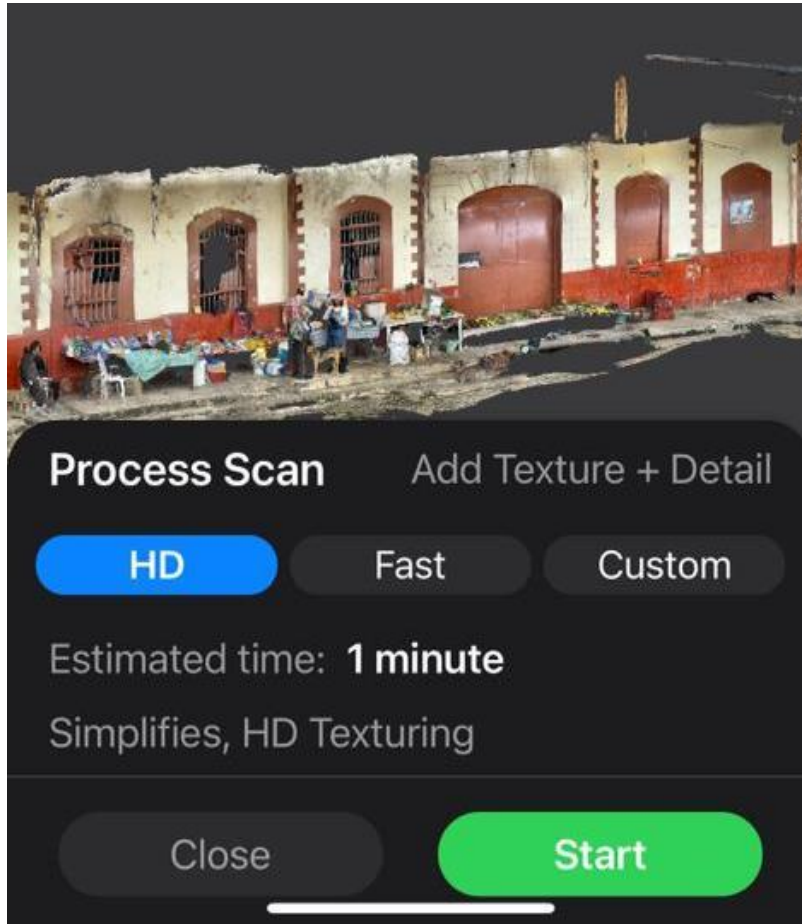 Process Scan Add Texture + Detail
HD Fast Custom
Estimated time: 1 minute
Simplifies, HD Texturing
Close Start